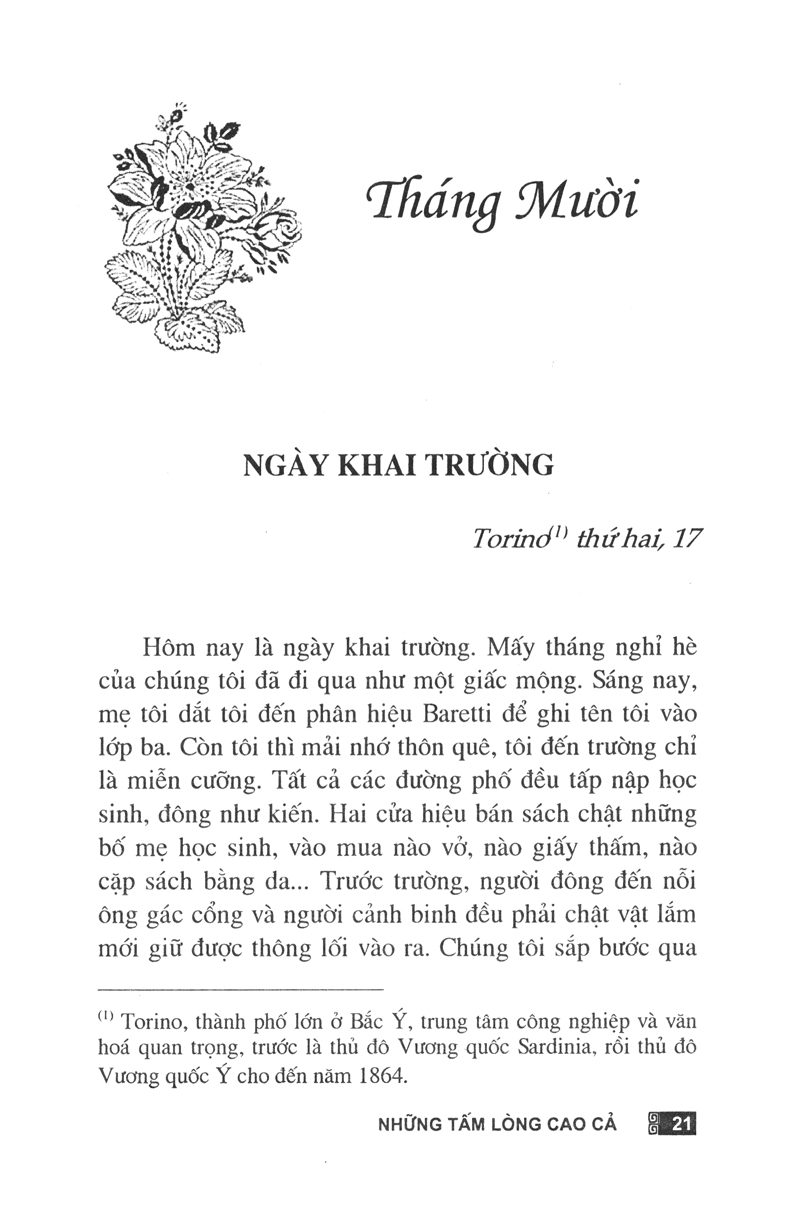 Tháng Mười
NGÀY KHAI TRƯỜNG
Torino(1) thứ hai, 17
Hôm nay là ngày khai trường. Mấy tháng nghỉ hè
của chúng tôi đã đi qua như một giấc mộng. Sáng nay,
mẹ tôi dắt tôi đến phân hiệu Baretti để ghi tên tôi vào
lớp ba. Còn tôi thì mải nhớ thôn quê, tôi đến trường chỉ
là miễn cưỡng. Tất cả các đường phố đều tấp nập học
sinh, đông như kiến. Hai cửa hiệu bán sách chật những
bố mẹ học sinh, vào mua nào vở, nào giấy thấm, nào
cặp sách bằng da... Trước trường, người đông đến nỗi
ông gác cổng và người cảnh binh đều phải chật vật lắm
mới giữ được thông lối vào ra. Chúng tôi sắp bước qua
(1) Torino, thành phố lớn ở Bắc Ý, trung tâm công nghiệp và văn
hoá quan trọng, trước là thủ đô Vương quốc Sardinia, rồi thủ đô
Vương quốc Ý cho đến năm 1864.
NHỮNG TẤM LÒNG CAO CẢ 21